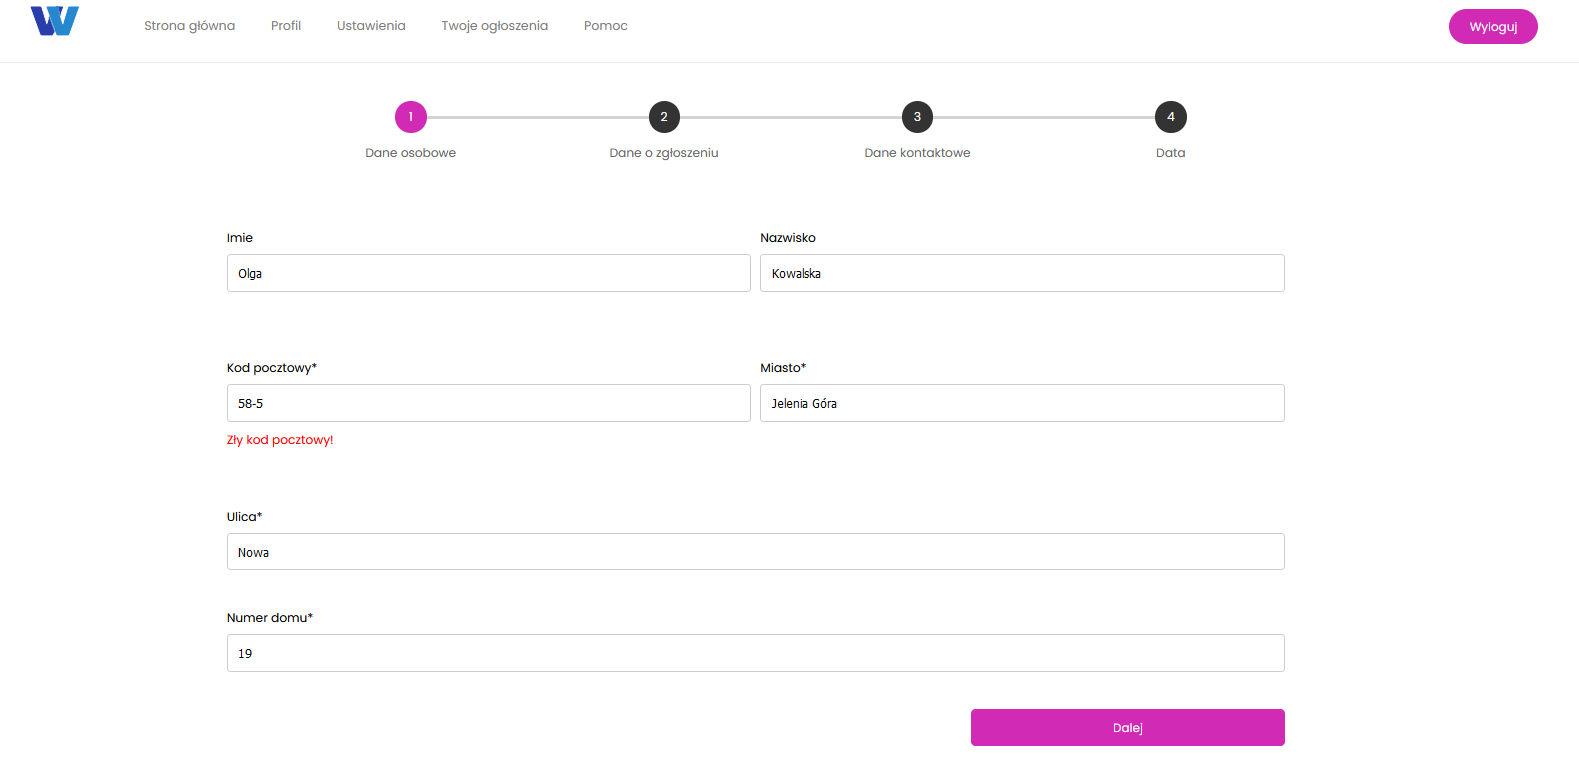 W
Strona główna Profil Ustawienia Twoje ogłoszenia Pomoc Wyloguj
1 2 3 4
Dane osobowe Dane o zgłoszeniu Dane kontaktowe Data
Imie Nazwisko
Olga Kowalska
Kod pocztowy* Miasto*
58-5 Jelenia Góra
Zły kod pocztowy!
Ulica*
Nowa
Numer domu*
19
Dalej